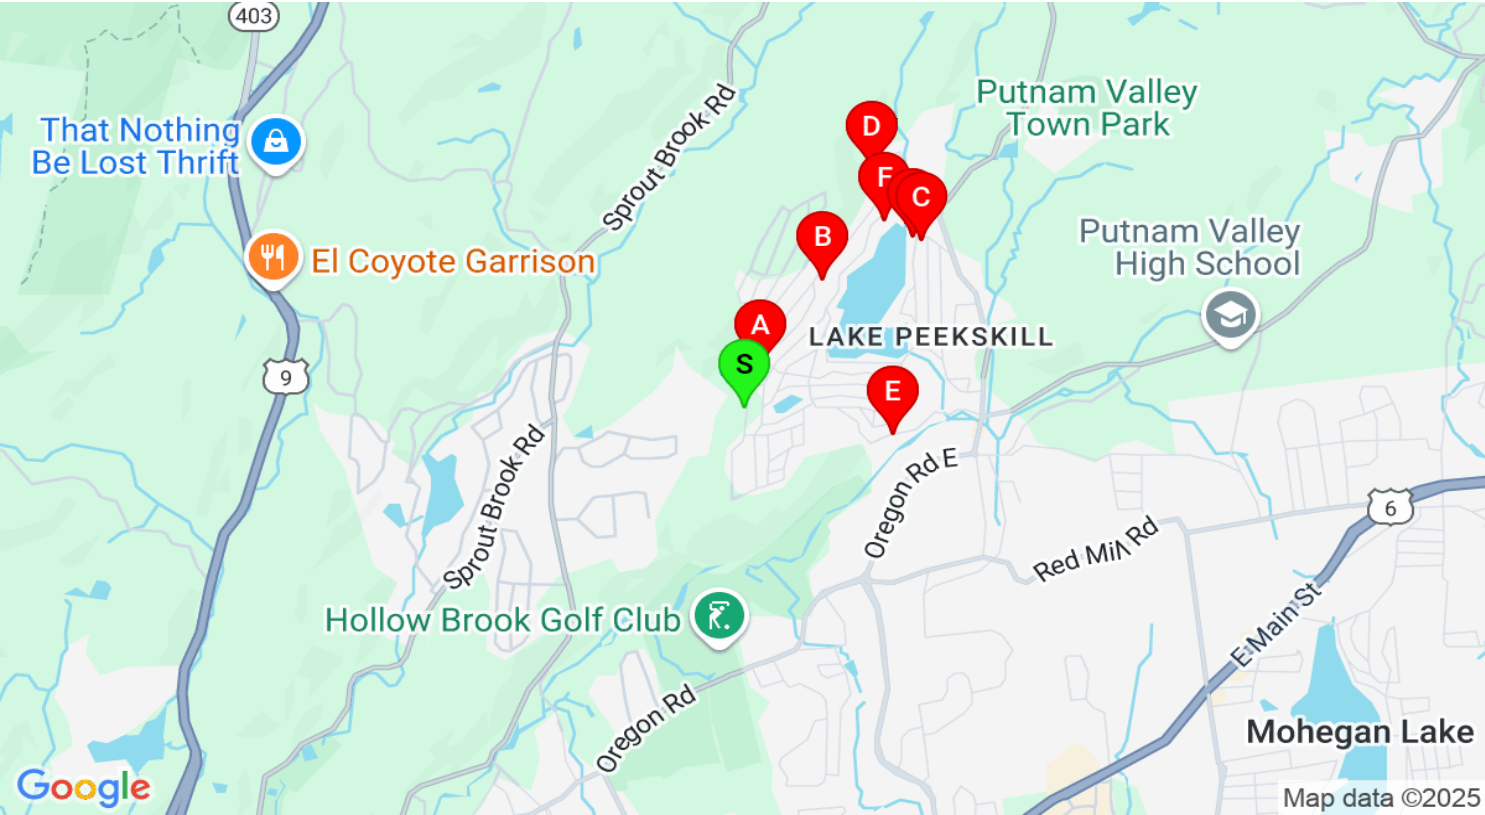 403
That Nothing
Be Lost Thrift
Sprout Brook Rd
D
Putnam Valley
Town Park
F
C
B
El Coyote Garrison
Putnam Valley
High School
A
LAKE PEEKSKILL
S
9
E
Sprout Brook Rd
Oregon Rd E
6
Red Mill Rd
Hollow Brook Golf Club
E Main St
Oregon Rd
Mohegan Lake
Google
Map data ©2025